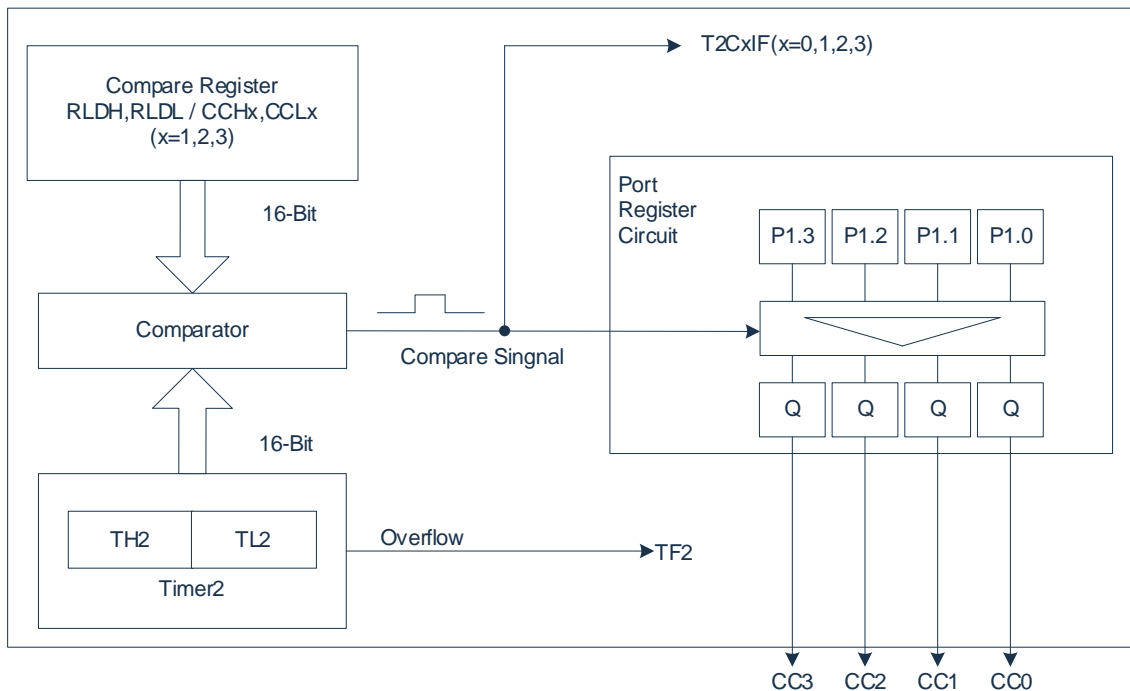 T2CxIF(x=0,1,2,3)
Compare Register
RLDH,RLDL / CCHx,CCLx
(x=1,2,3)
16-Bit
Port
Register
Circuit
P1.3 P1.2 P1.1 P1.0
Comparator
Compare Singnal
Q Q Q Q
16-Bit
TH2 TL2
Timer2
Overflow
TF2
CC3 CC2 CC1 CC0